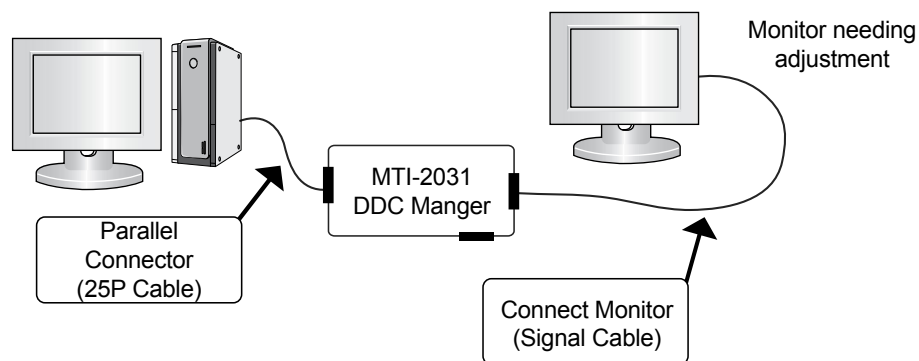 Monitor needing
adjustment
MTI-2031
DDC Manger
Parallel
Connector
(25P Cable)
Connect Monitor
(Signal Cable)